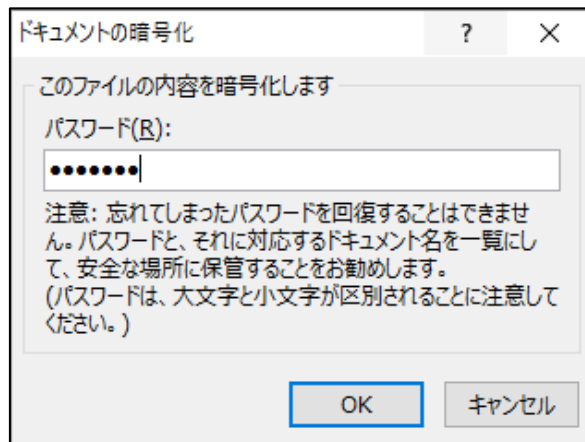 ドキュメントの暗号化 ? ×
このファイルの内容を暗号化します
パスワード(R):
●●●●●●●
注意: 忘れてしまったパスワードを回復することはできませ
ん。パスワードと、それに対応するドキュメント名を一覧にし
て、安全な場所に保管することをお勧めします。
(パスワードは、大文字と小文字が区別されることに注意して
ください。)
OK キャンセル